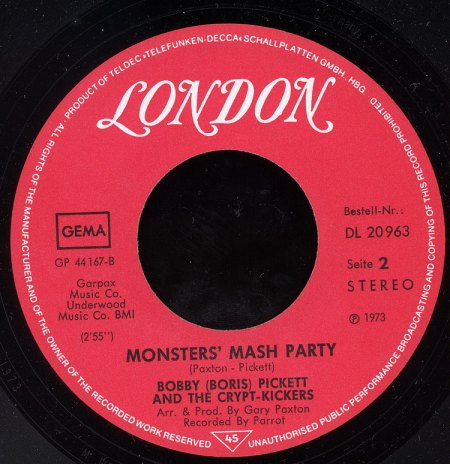 - PRODUCT OF TELDEC »TELEFUNKEN-DECCA« SCHALLPLATTEN GMBH, HBG
LONDON
GEMA
GP 44 167-B
Garpax
Music Co.
Underwood
Music Co. BMI
(2'55'')
Bestell-Nr.:
DL 20 963
Seite 2
STEREO
℗ 1973
MONSTERS' MASH PARTY
(Paxton - Pickett)
BOBBY (BORIS) PICKETT
AND THE CRYPT-KICKERS
Arr. & Prod. By Gary Paxton
Recorded By Parrot
45
ALL RIGHTS OF THE MANUFACTURER AND OF THE OWNER OF THE RECORDED WORK RESERVED
UNAUTHORISED PUBLIC PERFORMANCE BROADCASTING AND COPYING OF THIS RECORD PROHIBITED